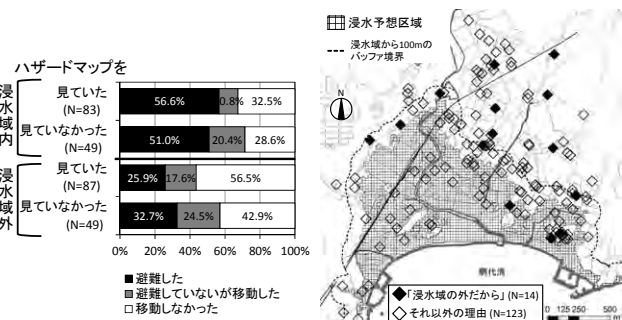 ハザードマップを
浸水域内
見ていた
(N=83)
56.6%
0.8%
32.5%
見ていなかった
(N=49)
51.0%
20.4%
28.6%
浸水域外
見ていた
(N=87)
25.9%
17.6%
56.5%
見ていなかった
(N=49)
32.7%
24.5%
42.9%
0% 20% 40% 60% 80% 100%
■避難した
■避難していないが移動した
□移動しなかった
浸水予想区域
浸水域から100mの
バッファ境界
N
網代湾
◆「浸水域の外だから」(N=14)
◇それ以外の理由(N=123)
0 125 250 500
m